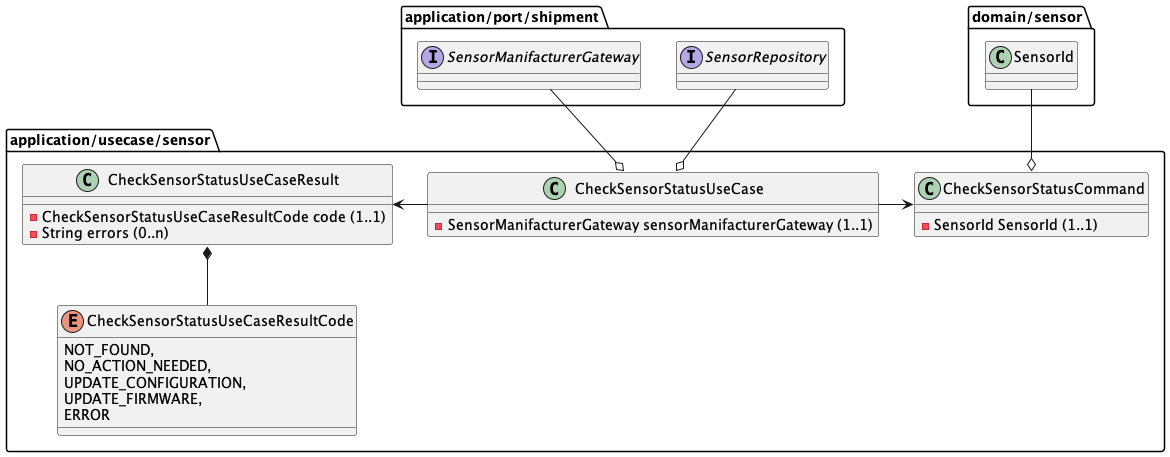 application/port/shipment
I SensorManifacturerGateway
I SensorRepository
domain/sensor
C SensorId
application/usecase/sensor
C CheckSensorStatusUseCaseResult
CheckSensorStatusUseCaseResultCode code (1..1)
String errors (0..n)
C CheckSensorStatusUseCase
SensorManifacturerGateway sensorManifacturerGateway (1..1)
C CheckSensorStatusCommand
SensorId SensorId (1..1)
E CheckSensorStatusUseCaseResultCode
NOT_FOUND,
NO_ACTION_NEEDED,
UPDATE_CONFIGURATION,
UPDATE_FIRMWARE,
ERROR